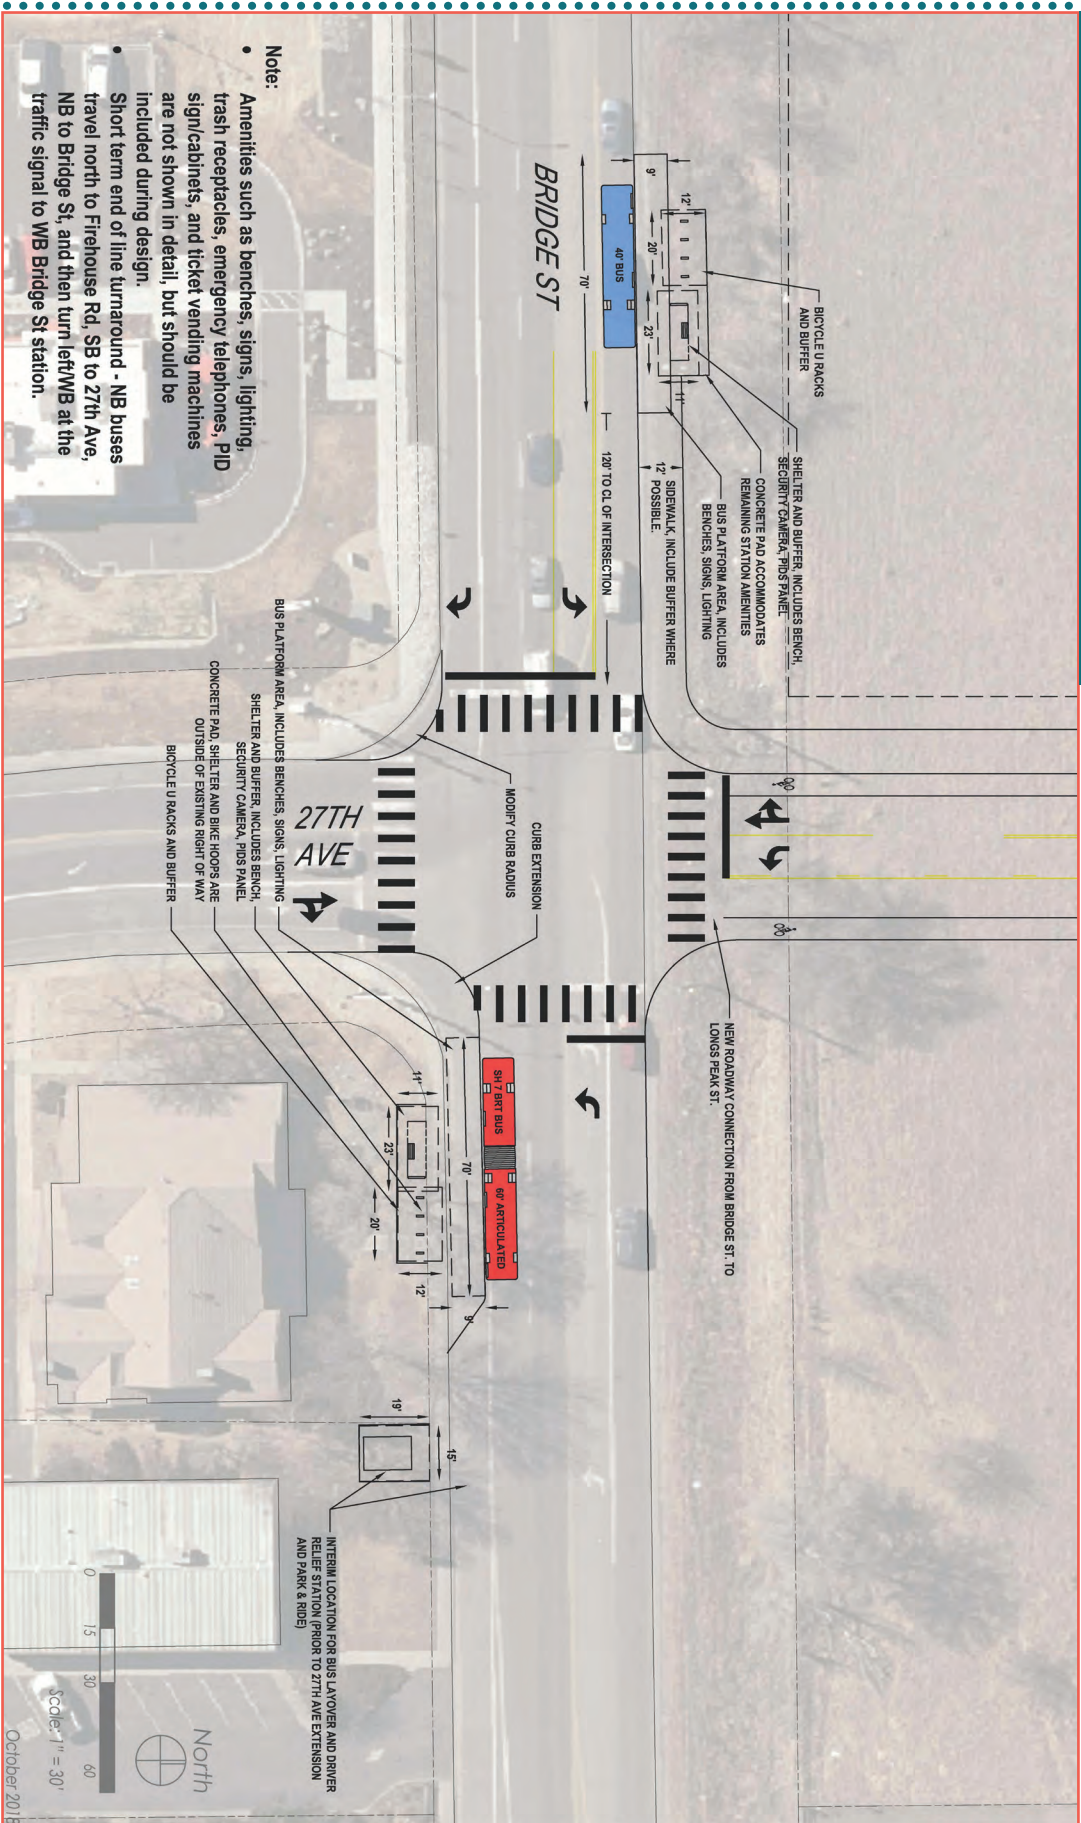 BICYCLE U RACKS
AND BUFFER
SHELTER AND BUFFER, INCLUDES BENCH,
SECURITY CAMERA, PIDS PANEL
CONCRETE PAD ACCOMMODATES
REMAINING STATION AMENITIES
BUS PLATFORM AREA, INCLUDES
BENCHES, SIGNS, LIGHTING
12' SIDEWALK, INCLUDE BUFFER WHERE
POSSIBLE.
12'
9'
20'
23'
11'
40' BUS
70'
120' TO CL OF INTERSECTION
BRIDGE ST
NEW ROADWAY CONNECTION FROM BRIDGE ST. TO
LONGS PEAK ST.
CURB EXTENSION
MODIFY CURB RADIUS
27TH
AVE
SH 7 BRT BUS
60' ARTICULATED
70'
11'
23'
20'
12'
9'
BUS PLATFORM AREA, INCLUDES BENCHES, SIGNS, LIGHTING
SHELTER AND BUFFER, INCLUDES BENCH,
SECURITY CAMERA, PIDS PANEL
CONCRETE PAD, SHELTER AND BIKE HOOPS ARE
OUTSIDE OF EXISTING RIGHT OF WAY
BICYCLE U RACKS AND BUFFER
19'
15'
INTERIM LOCATION FOR BUS LAYOVER AND DRIVER
RELIEF STATION (PRIOR TO 27TH AVE EXTENSION
AND PARK & RIDE)
Note:
• Amenities such as benches, signs, lighting,
trash receptacles, emergency telephones, PID
sign/cabinets, and ticket vending machines
are not shown in detail, but should be
included during design.
• Short term end of line turnaround - NB buses
travel north to Firehouse Rd, SB to 27th Ave,
NB to Bridge St, and then turn left/WB at the
traffic signal to WB Bridge St station.
North
0 15 30 60
Scale: 1" = 30'
October